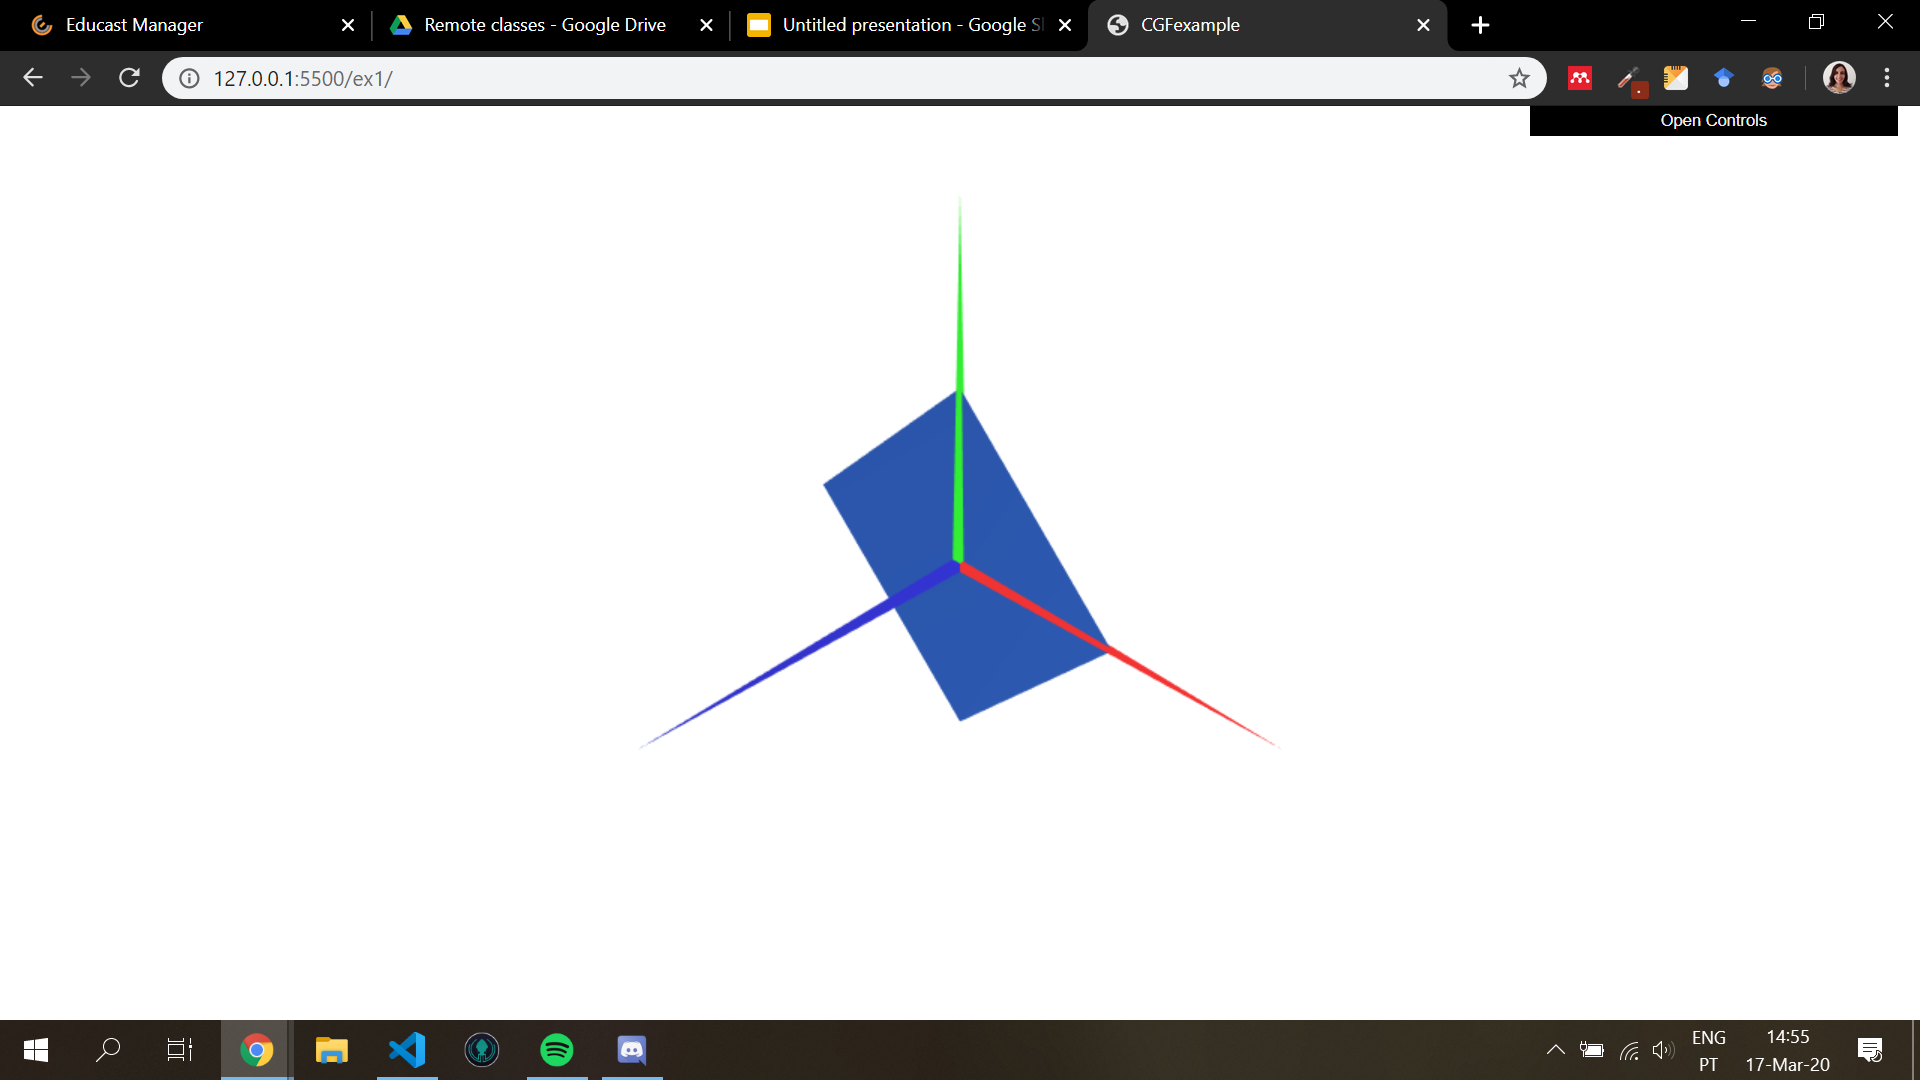 Educast Manager
Remote classes - Google Drive
Untitled presentation - Google Sl
CGFexample
127.0.0.1:5500/ex1/
Open Controls
ENG
PT
14:55
17-Mar-20